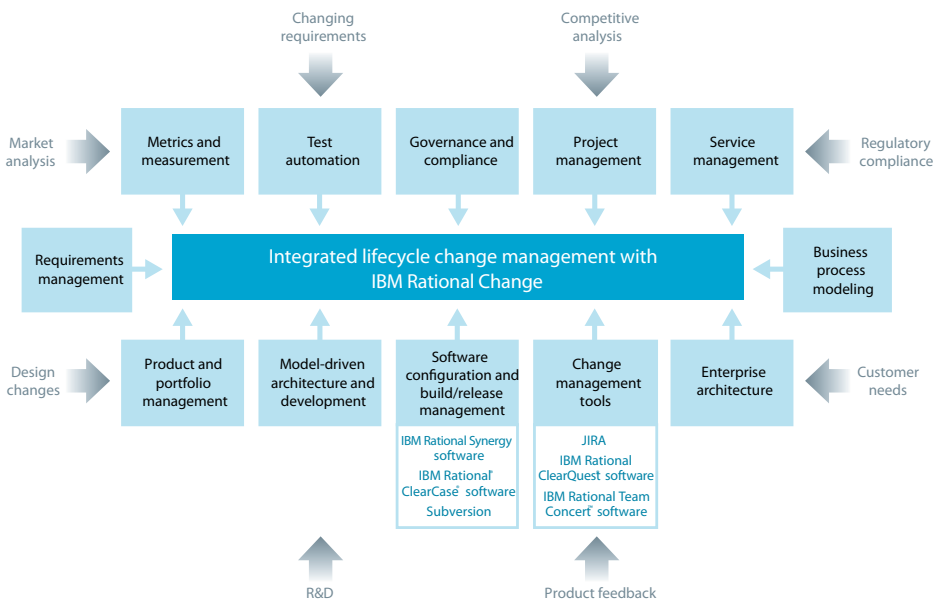 Changing
requirements
Competitive
analysis
Market
analysis
Metrics and
measurement
Test
automation
Governance and
compliance
Project
management
Service
management
Regulatory
compliance
Requirements
management
Integrated lifecycle change management with
IBM Rational Change
Business
process
modeling
Design
changes
Product and
portfolio
management
Model-driven
architecture and
development
Software
configuration and
build/release
management
Change
management
tools
Enterprise
architecture
Customer
needs
IBM Rational Synergy
software
IBM Rational®
ClearCase® software
Subversion
JIRA
IBM Rational
ClearQuest® software
IBM Rational Team
Concert™ software
R&D
Product feedback